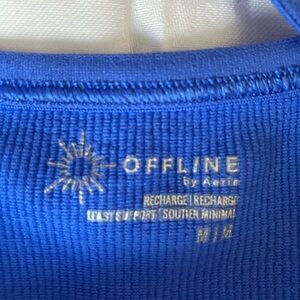 OFFLINE
by Aerie
RECHARGE | RECHARGE
LEAST SUPPORT / SOUTIEN MINIMAL
M | M